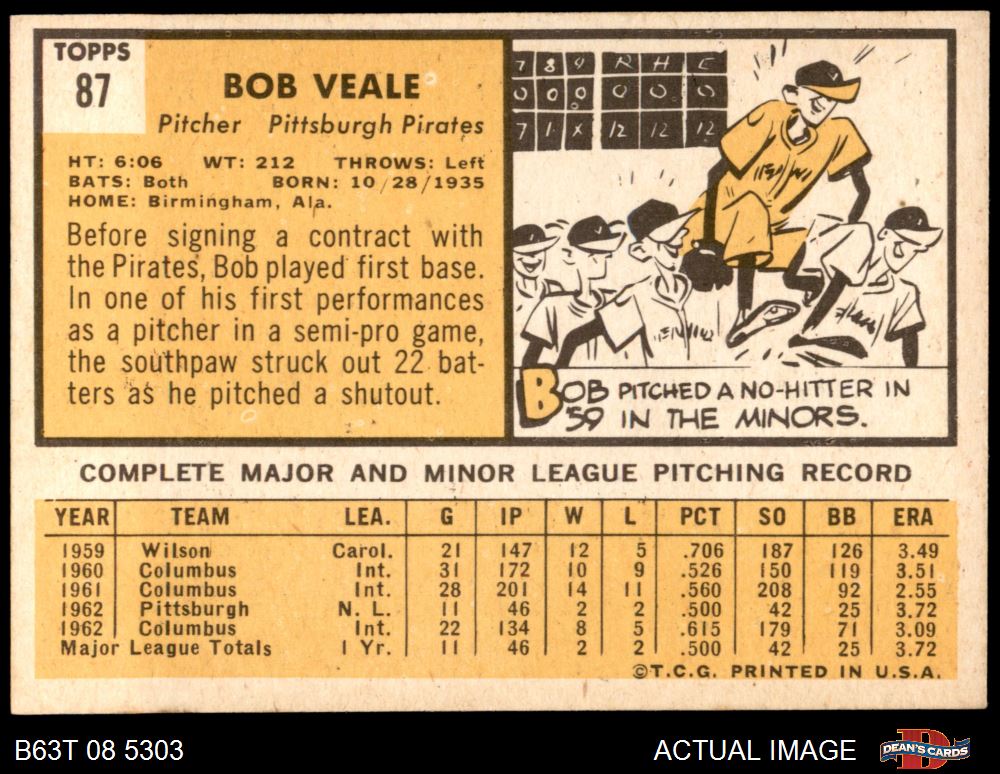 TOPPS
87
BOB VEALE
Pitcher Pittsburgh Pirates
HT: 6:06 WT: 212 THROWS: Left
BATS: Both BORN: 10/28/1935
HOME: Birmingham, Ala.
Before signing a contract with
the Pirates, Bob played first base.
In one of his first performances
as a pitcher in a semi-pro game,
the southpaw struck out 22 bat-
ters as he pitched a shutout.
7 8 9 R H E
0 0 0 0 0 0
7 1 X 12 12 12
BOB PITCHED A NO-HITTER IN
'59 IN THE MINORS.
COMPLETE MAJOR AND MINOR LEAGUE PITCHING RECORD
YEAR TEAM LEA. G IP W L PCT SO BB ERA
1959 Wilson Carol. 21 147 12 5 .706 187 126 3.49
1960 Columbus Int. 31 172 10 9 .526 150 119 3.51
1961 Columbus Int. 28 201 14 11 .560 208 92 2.55
1962 Pittsburgh N. L. 11 46 2 2 .500 42 25 3.72
1962 Columbus Int. 22 134 8 5 .615 179 71 3.09
Major League Totals 1 Yr. 11 46 2 2 .500 42 25 3.72
©T.C.G. PRINTED IN U.S.A.
B63T 08 5303 ACTUAL IMAGE DEAN'S CARDS